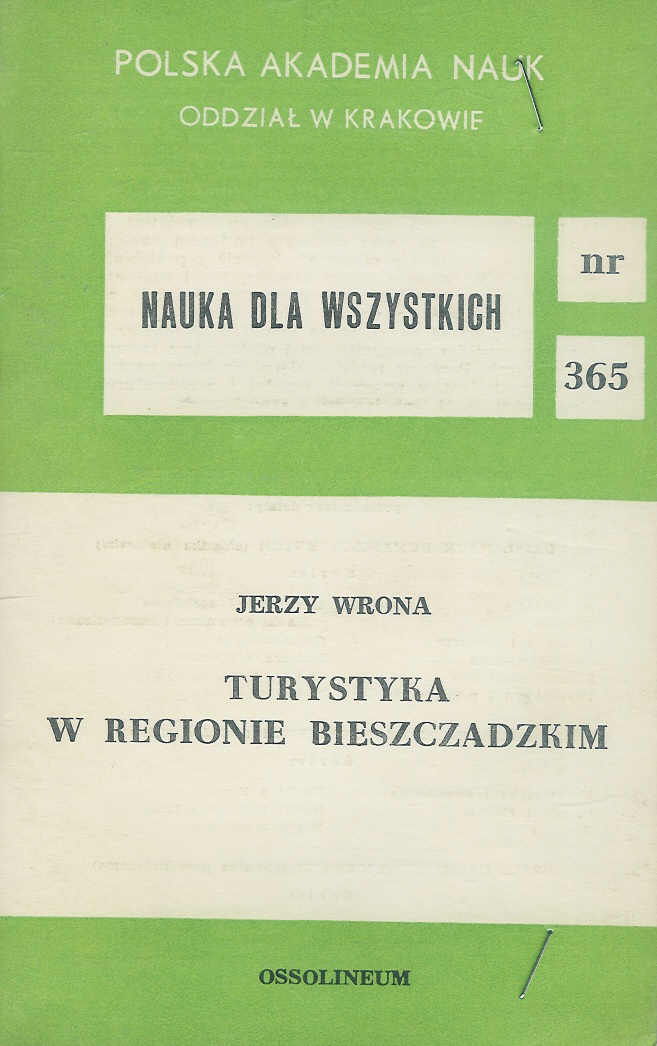 POLSKA AKADEMIA NAUK
ODDZIAŁ W KRAKOWIE
NAUKA DLA WSZYSTKICH
nr
365
JERZY WRONA
TURYSTYKA
W REGIONIE BIESZCZADZKIM
OSSOLINEUM